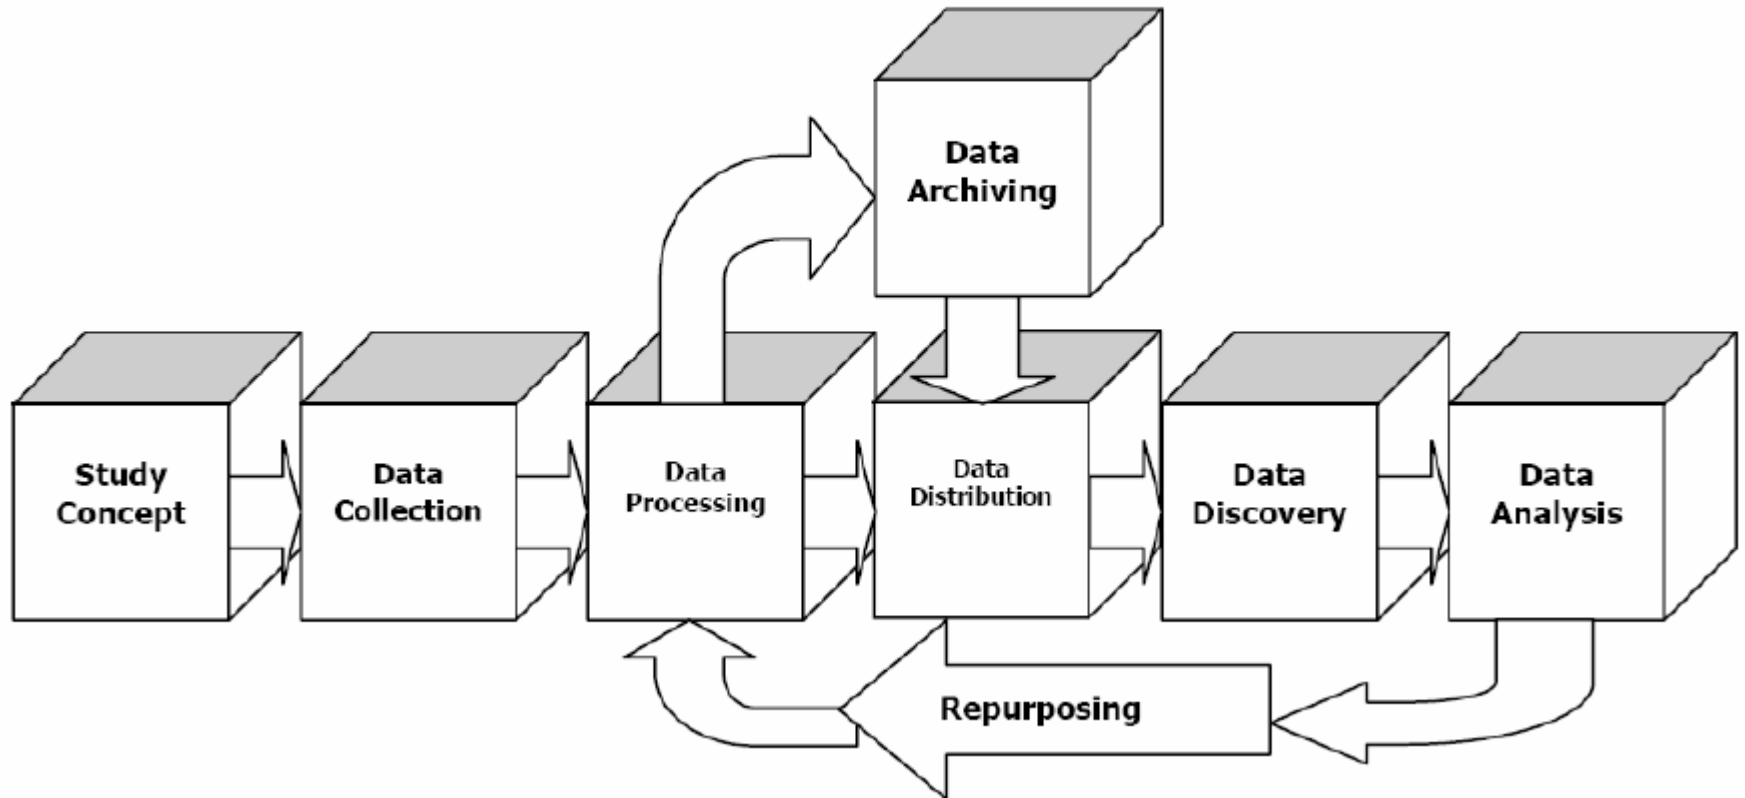 Data
Archiving
Study
Concept
Data
Collection
Data
Processing
Data
Distribution
Data
Discovery
Data
Analysis
Repurposing